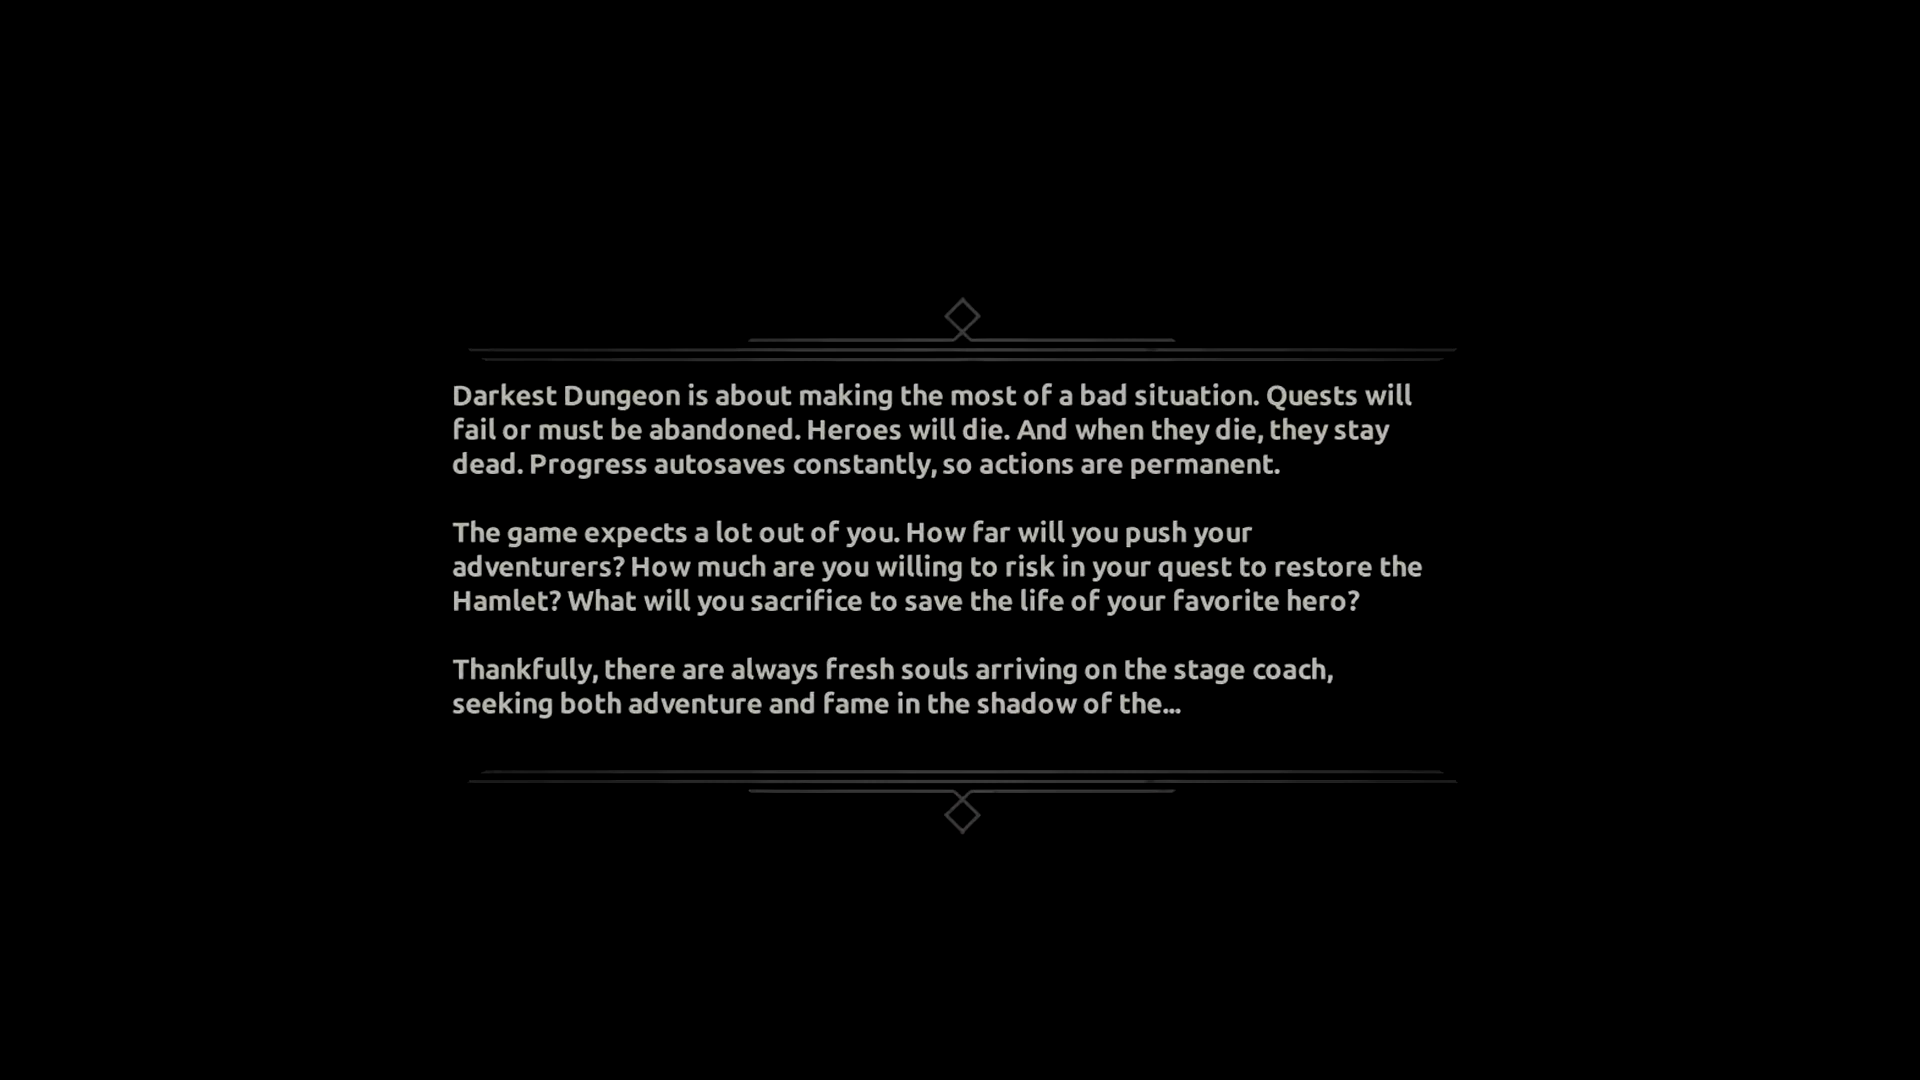 Darkest Dungeon is about making the most of a bad situation. Quests will
fail or must be abandoned. Heroes will die. And when they die, they stay
dead. Progress autosaves constantly, so actions are permanent.
The game expects a lot out of you. How far will you push your
adventurers? How much are you willing to risk in your quest to restore the
Hamlet? What will you sacrifice to save the life of your favorite hero?
Thankfully, there are always fresh souls arriving on the stage coach,
seeking both adventure and fame in the shadow of the...